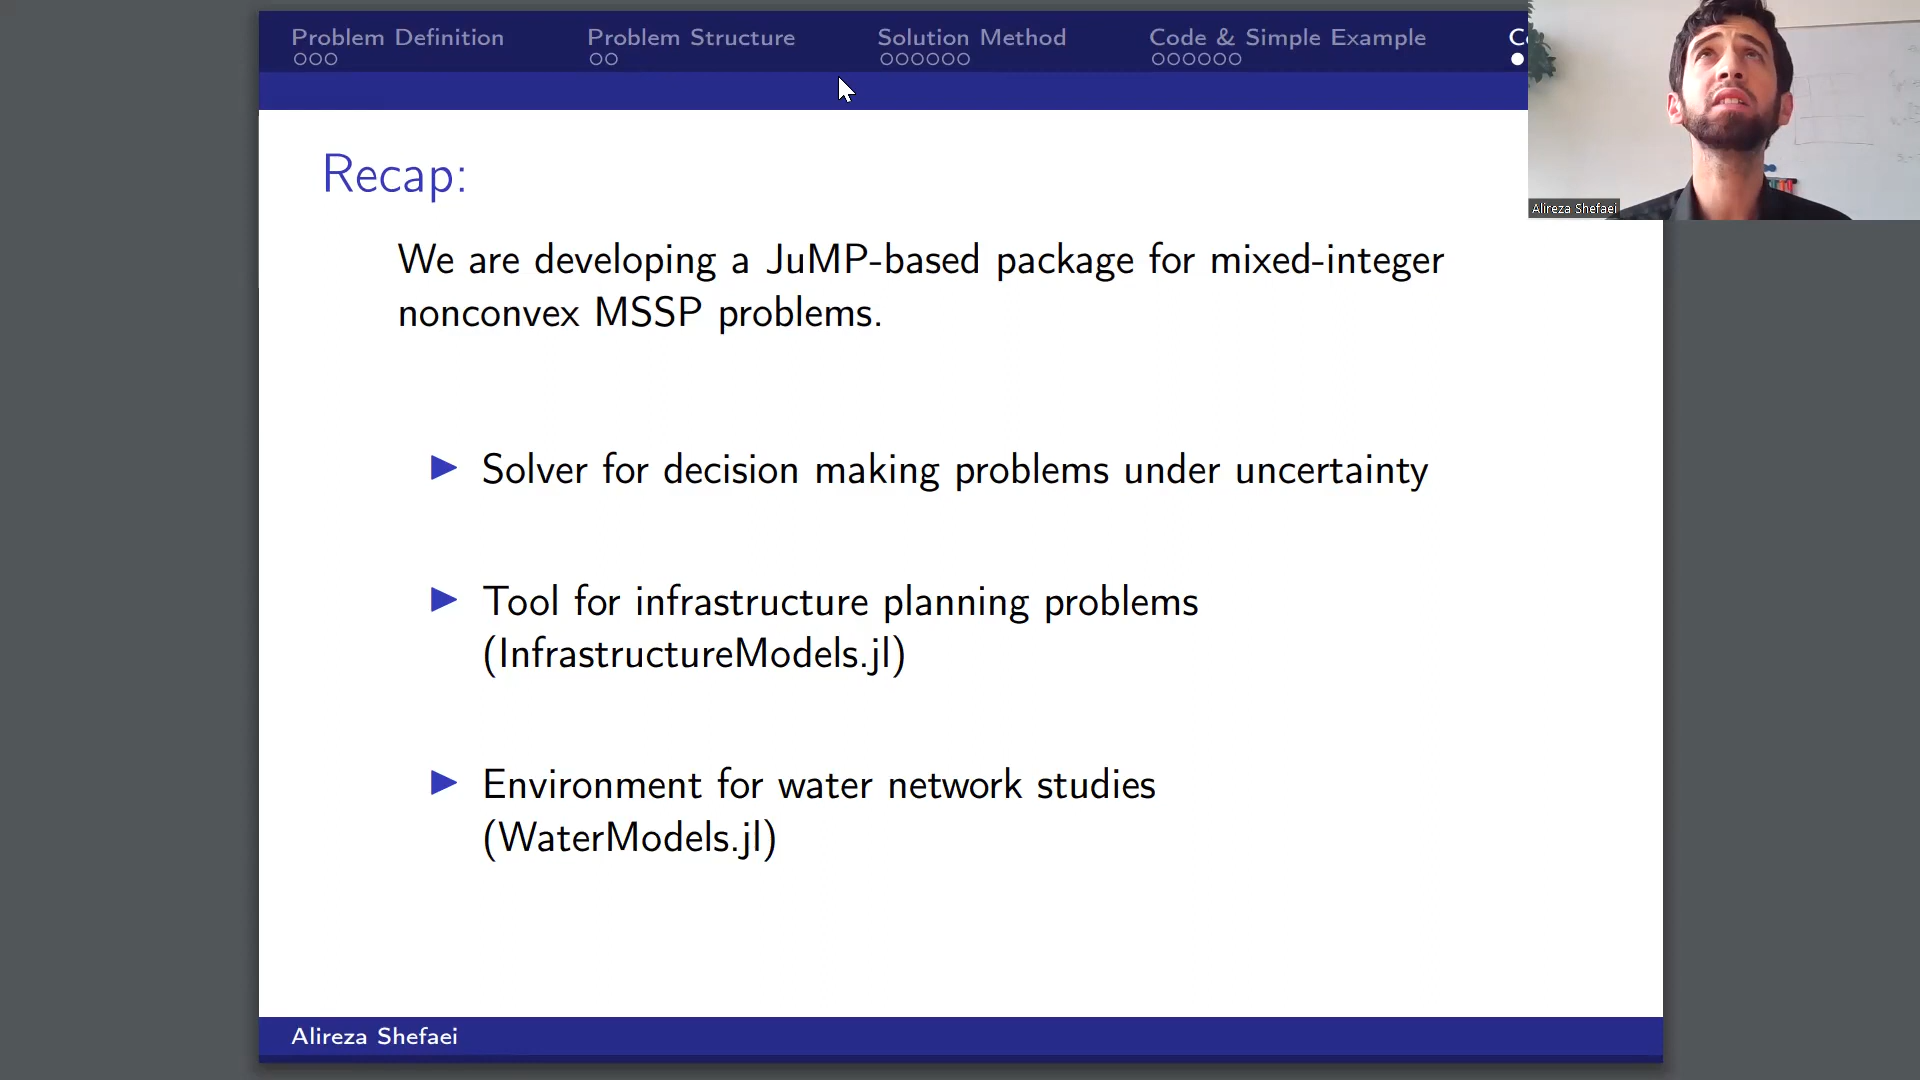 Problem Definition
Problem Structure
Solution Method
Code & Simple Example
Alireza Shefaei
Recap:
We are developing a JuMP-based package for mixed-integer
nonconvex MSSP problems.
Solver for decision making problems under uncertainty
Tool for infrastructure planning problems
(InfrastructureModels.jl)
Environment for water network studies
(WaterModels.jl)
Alireza Shefaei